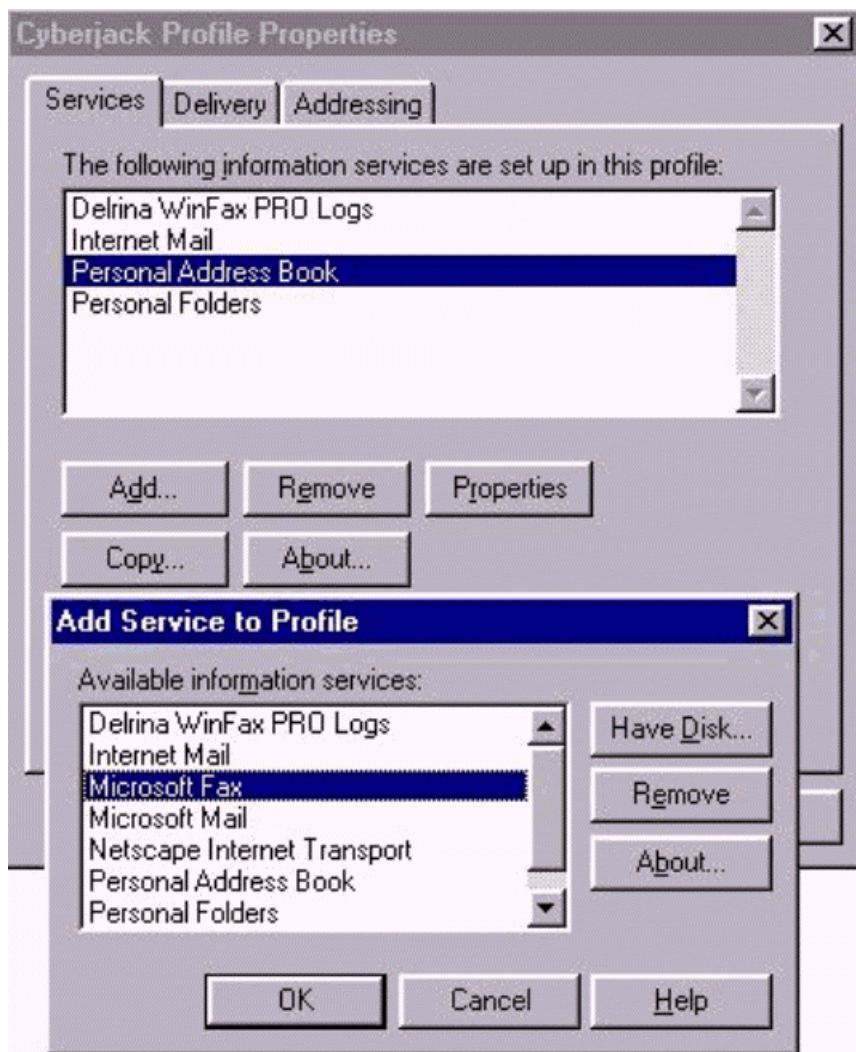 Cyberjack Profile Properties
Services Delivery Addressing
The following information services are set up in this profile:
Delrina WinFax PRO Logs
Internet Mail
Personal Address Book
Personal Folders
Add... Remove Properties
Copy... About...
Add Service to Profile
Available information services:
Delrina WinFax PRO Logs
Internet Mail
Microsoft Fax
Microsoft Mail
Netscape Internet Transport
Personal Address Book
Personal Folders
Have Disk...
Remove
About...
OK Cancel Help